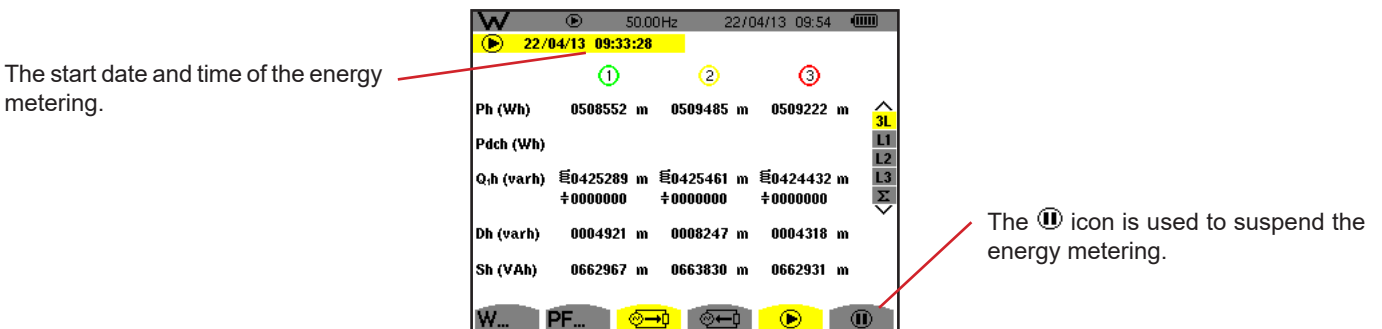 W 50.00Hz 22/04/13 09:54
22/04/13 09:33:28
The start date and time of the energy
metering.
1 2 3
Ph (Wh) 0508552 m 0509485 m 0509222 m
3L
Pdch (Wh)
L1
L2
Q₁h (varh) 0425289 m 0425461 m 0424432 m
L3
÷0000000 ÷0000000 ÷0000000
Σ
The icon is used to suspend the
energy metering.
Dh (varh) 0004921 m 0008247 m 0004318 m
Sh (VAh) 0662967 m 0663830 m 0662931 m
W... PF...